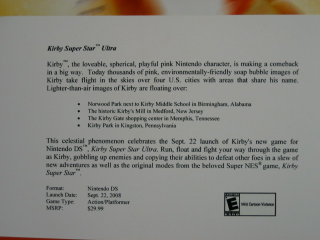 Kirby Super Star™ Ultra
Kirby™, the loveable, spherical, playful pink Nintendo character, is making a comeback
in a big way. Today thousands of pink, environmentally-friendly soap bubble images of
Kirby take flight in the skies over four U.S. cities with areas that share his name.
Lighter-than-air images of Kirby are floating over:
• Norwood Park next to Kirby Middle School in Birmingham, Alabama
• The historic Kirby's Mill in Medford, New Jersey
• The Kirby Gate shopping center in Memphis, Tennessee
• Kirby Park in Kingston, Pennsylvania
This celestial phenomenon celebrates the Sept. 22 launch of Kirby's new game for
Nintendo DS™, Kirby Super Star Ultra. Run, float and fight your way through the game
as Kirby, gobbling up enemies and copying their abilities to defeat other foes in a slew of
new adventures as well as the original modes from the beloved Super NES® game, Kirby
Super Star™.
Format: Nintendo DS
Launch Date: Sept. 22, 2008
Game Type: Action/Platformer
MSRP: $29.99
EVERYONE
E
Mild Cartoon Violence